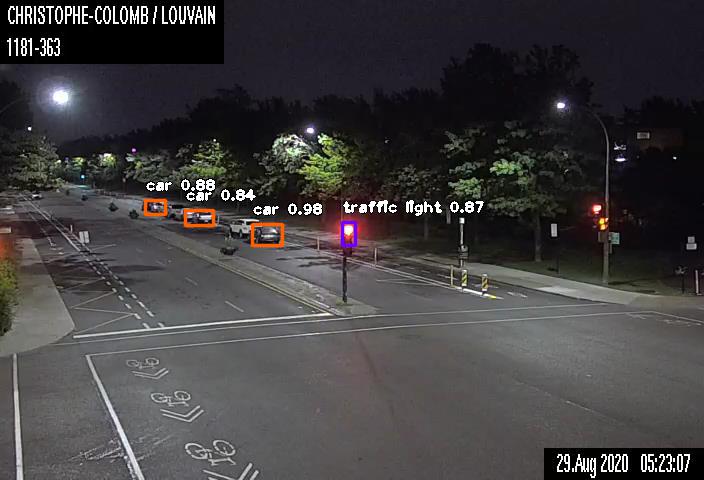 CHRISTOPHE-COLOMB / LOUVAIN
1181-363
car 0.88
car 0.84
car 0.98
traffic light 0.87
29.Aug 2020 05:23:07